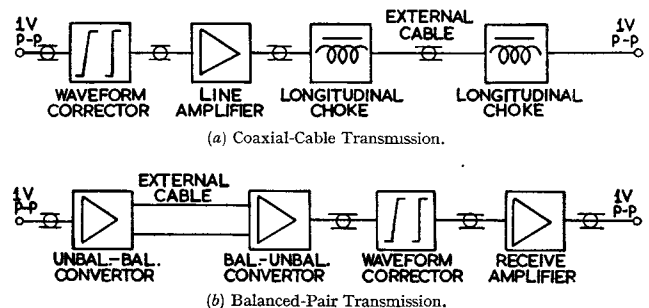 1V
p-p
EXTERNAL
CABLE
1V
p-p
WAVEFORM
CORRECTOR
LINE
AMPLIFIER
LONGITUDINAL
CHOKE
LONGITUDINAL
CHOKE
(a) Coaxial-Cable Transmission.
1V
p-p
EXTERNAL
CABLE
1V
p-p
UNBAL.-BAL.
CONVERTOR
BAL.-UNBAL.
CONVERTOR
WAVEFORM
CORRECTOR
RECEIVE
AMPLIFIER
(b) Balanced-Pair Transmission.